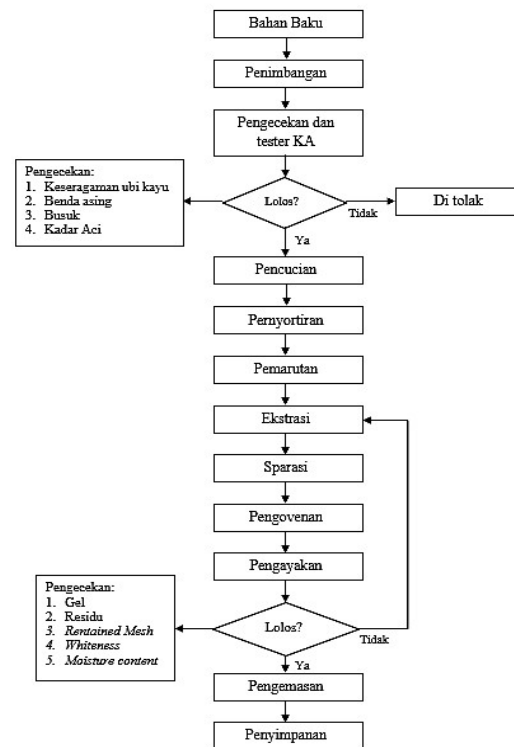 Bahan Baku
Penimbangan
Pengecekan dan
tester KA
Pengecekan:
1. Keseragaman ubi kayu
2. Benda asing
3. Busuk
4. Kadar Aci
Lolos?
Tidak
Di tolak
Ya
Pencucian
Pernyortiran
Pemarutan
Ekstrasi
Sparasi
Pengovenan
Pengayakan
Pengecekan:
1. Gel
2. Residu
3. Rentained Mesh
4. Whiteness
5. Moisture content
Lolos?
Tidak
Ya
Pengemasan
Penyimpanan